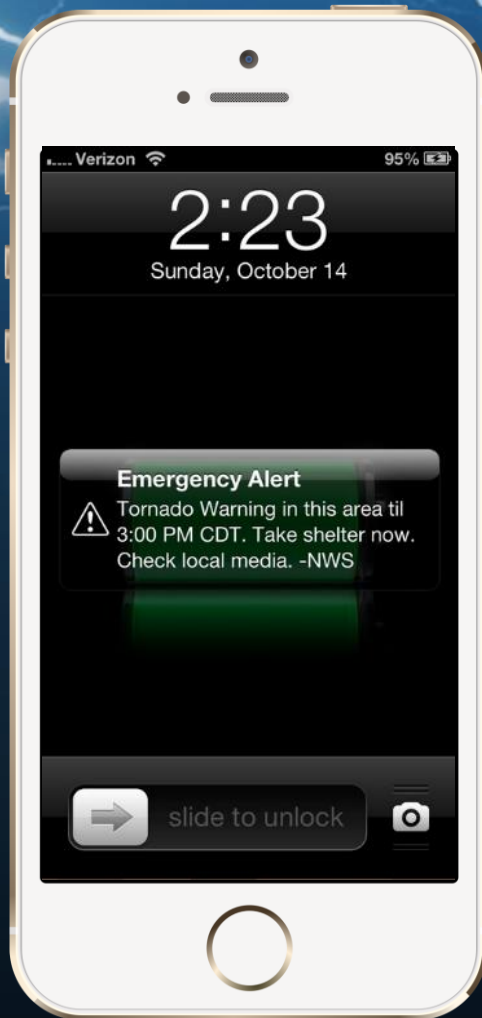 Verizon 95%
2:23
Sunday, October 14
Emergency Alert
Tornado Warning in this area til
3:00 PM CDT. Take shelter now.
Check local media. -NWS
slide to unlock